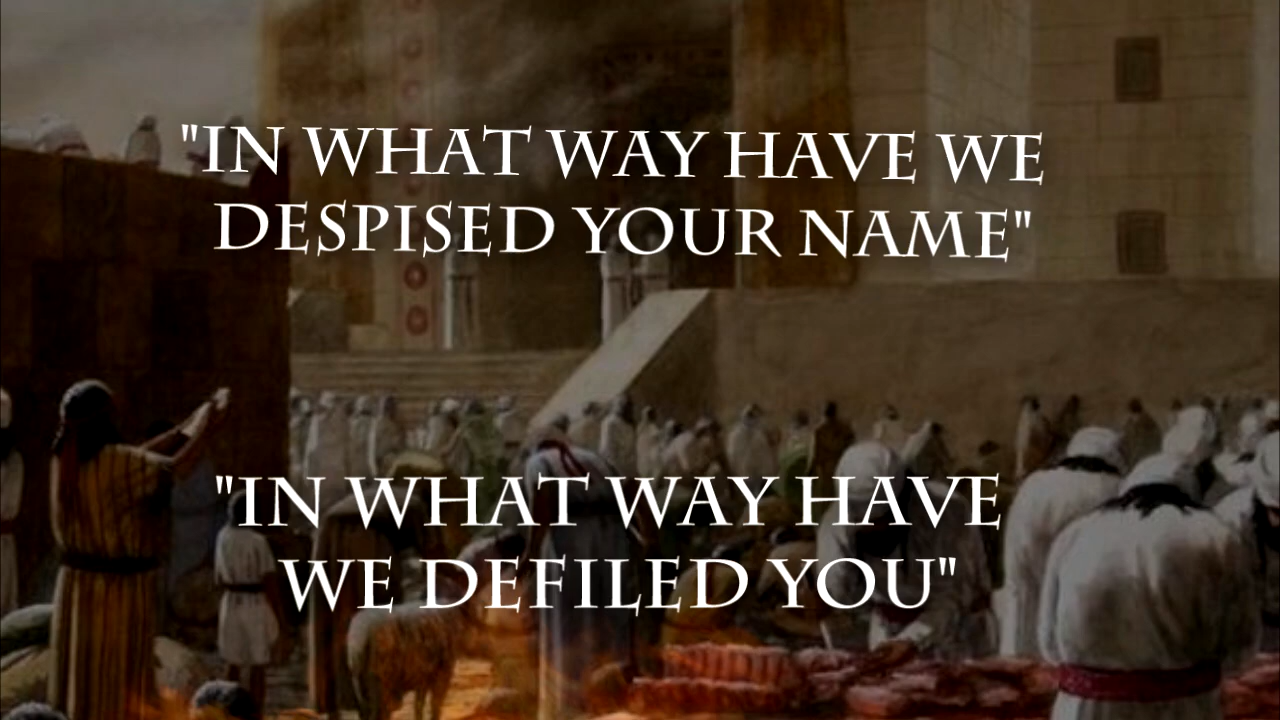 "IN WHAT WAY HAVE WE
DESPISED YOUR NAME"
"IN WHAT WAY HAVE
WE DEFILED YOU"